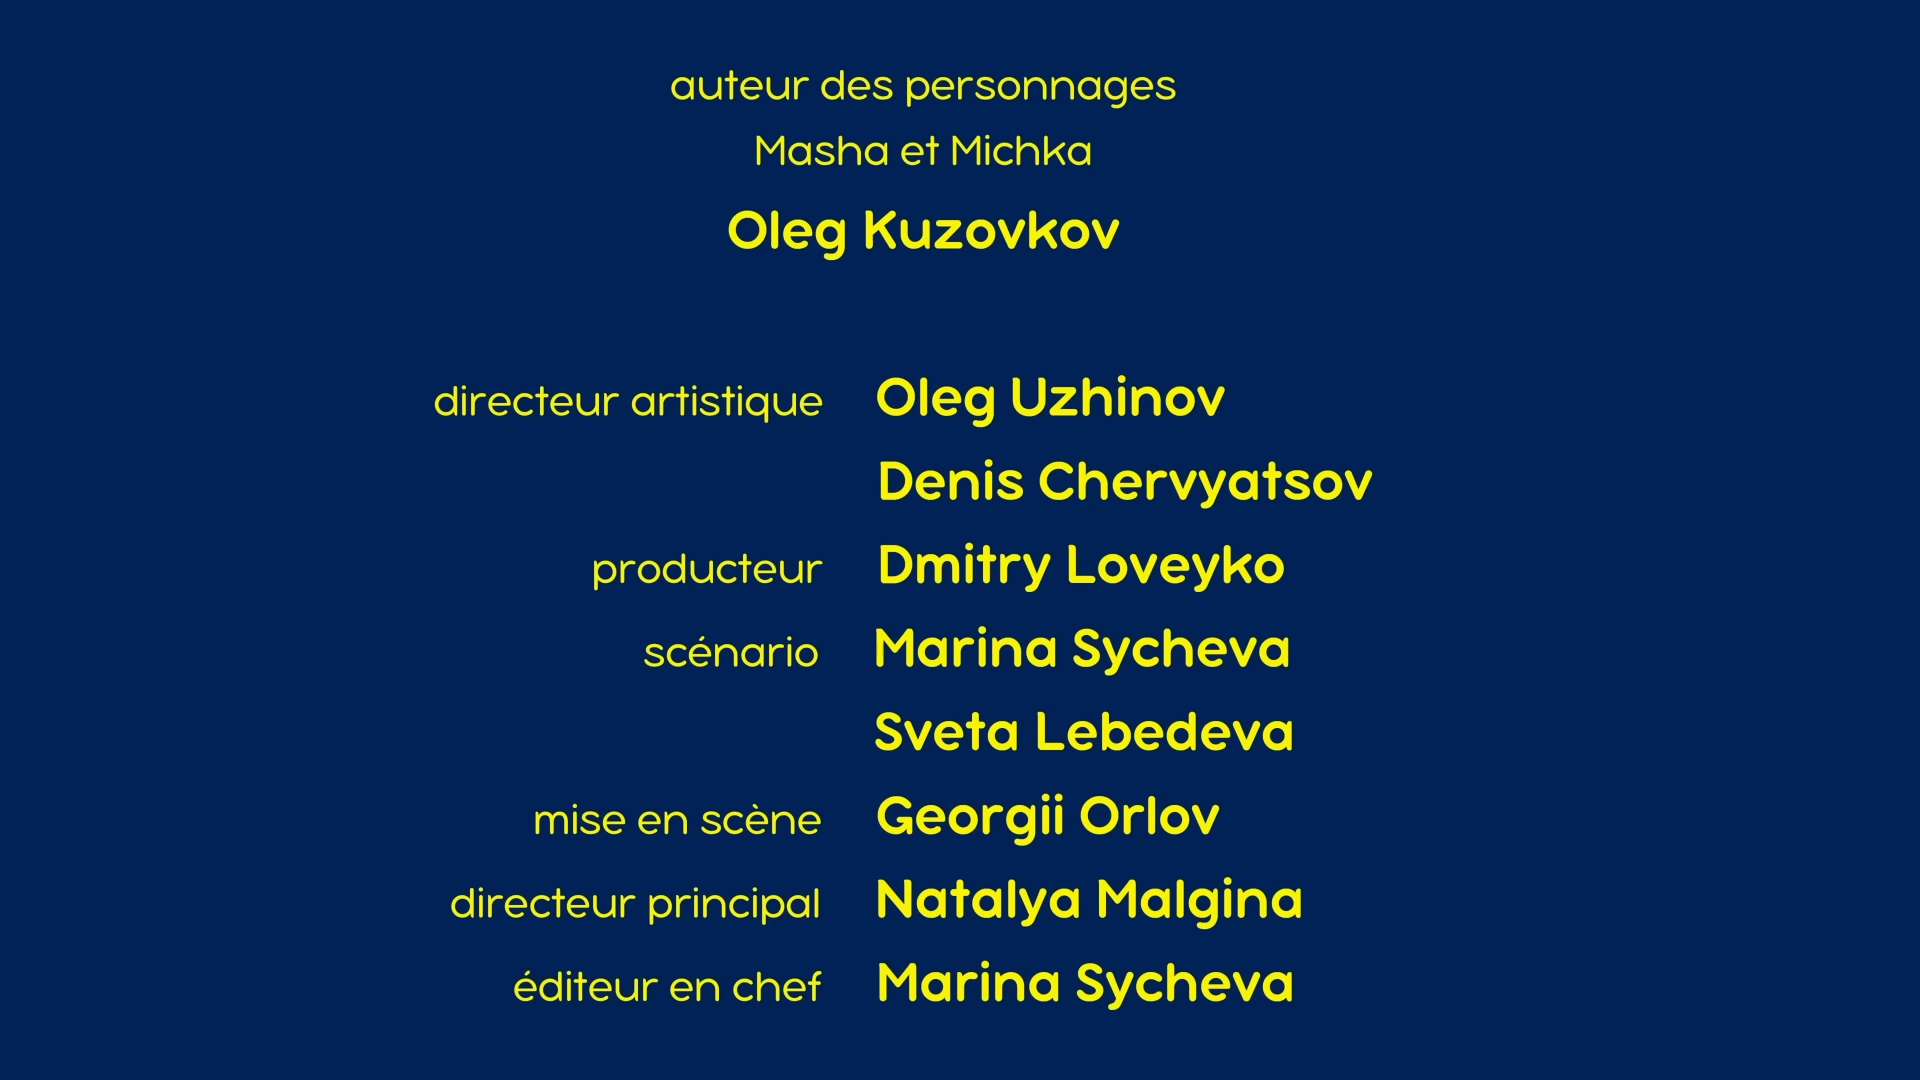 auteur des personnages
Masha et Michka
Oleg Kuzovkov
directeur artistique Oleg Uzhinov
Denis Chervyatsov
producteur Dmitry Loveyko
scénario Marina Sycheva
Sveta Lebedeva
mise en scène Georgii Orlov
directeur principal Natalya Malgina
éditeur en chef Marina Sycheva